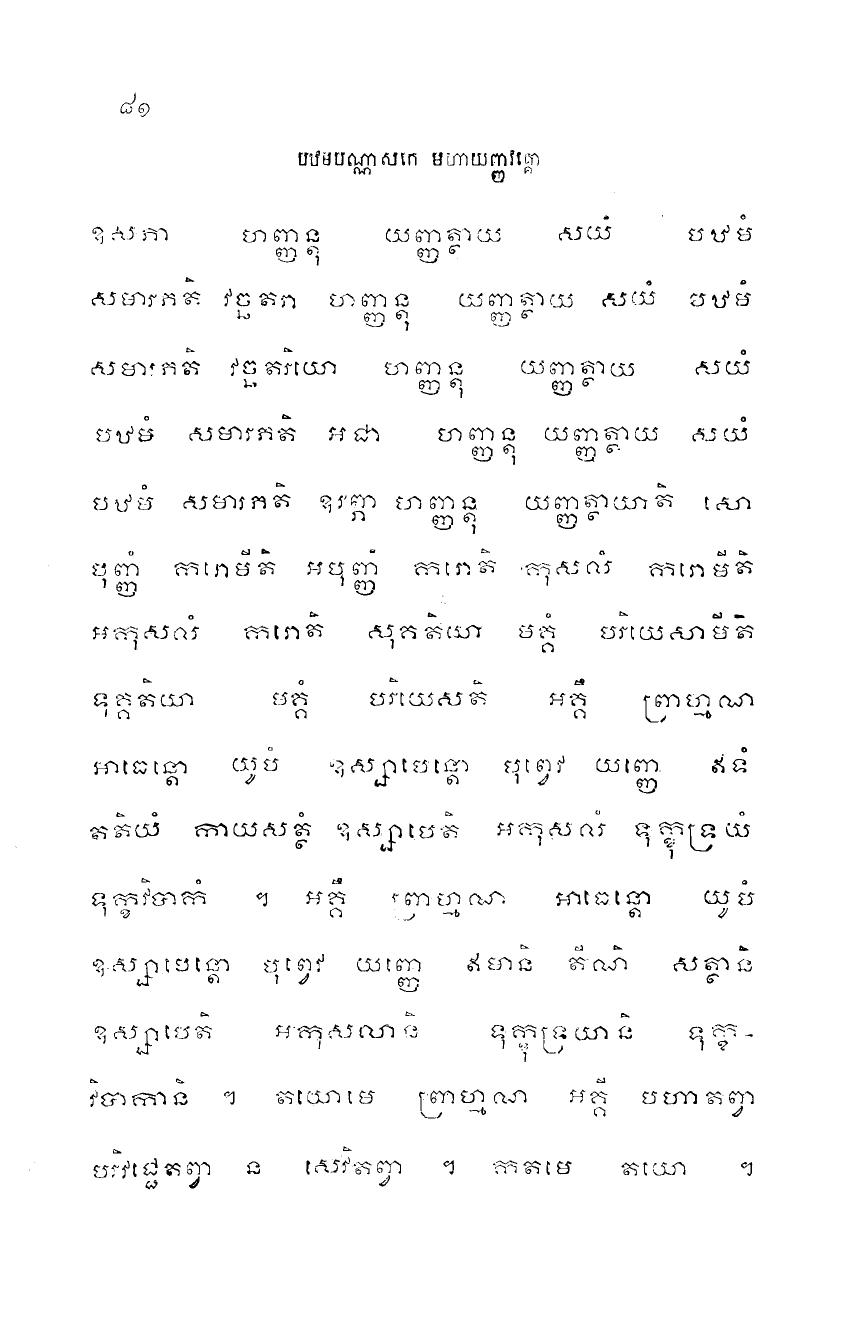 ៨១
បឋមបណ្ណាសកេ មហាយញ្ញវគ្គោ
ឧសភា ហញ្ញន្តុ យញ្ញត្ថាយ សយំ បឋមំ
សមារភតិ វច្ឆតរា ហញ្ញន្តុ យញ្ញត្ថាយ សយំ បឋមំ
សមារភតិ វច្ឆតរិយោ ហញ្ញន្តុ យញ្ញត្ថាយ សយំ
បឋមំ សមារភតិ អជា ហញ្ញន្តុ យញ្ញត្ថាយ សយំ
បឋមំ សមារភតិ ឧរព្ភា ហញ្ញន្តុ យញ្ញត្ថាយាតិ សោ
បុញ្ញំ ករោមីតិ អបុញ្ញំ ករោតិ កុសលំ ករោមីតិ
អកុសលំ ករោតិ សុគតិយា មគ្គំ បរិយេសាមីតិ
ទុគ្គតិយា មគ្គំ បរិយេសតិ អគ្គឹ ព្រាហ្មណ
អាធេន្តោ យូបំ ឧស្សាបេន្តោ បុព្វេវ យញ្ញេ ឥទំ
តតិយំ កាយសត្ថំ ឧស្សាបេតិ អកុសលំ ទុក្ខុទ្រយំ
ទុក្ខវិបាកំ ។ អគ្គឹ ព្រាហ្មណ អាធេន្តោ យូបំ
ឧស្សាបេន្តោ បុព្វេវ យញ្ញេ ឥមានិ តីណិ សត្ថានិ
ឧស្សាបេតិ អកុសលានិ ទុក្ខុទ្រយានិ ទុក្ខ-
វិបាកានិ ។ តយោមេ ព្រាហ្មណ អគ្គី បហាតព្វា
បរិវជ្ជេតព្វា ន សេវិតព្វា ។ កតមេ តយោ ។